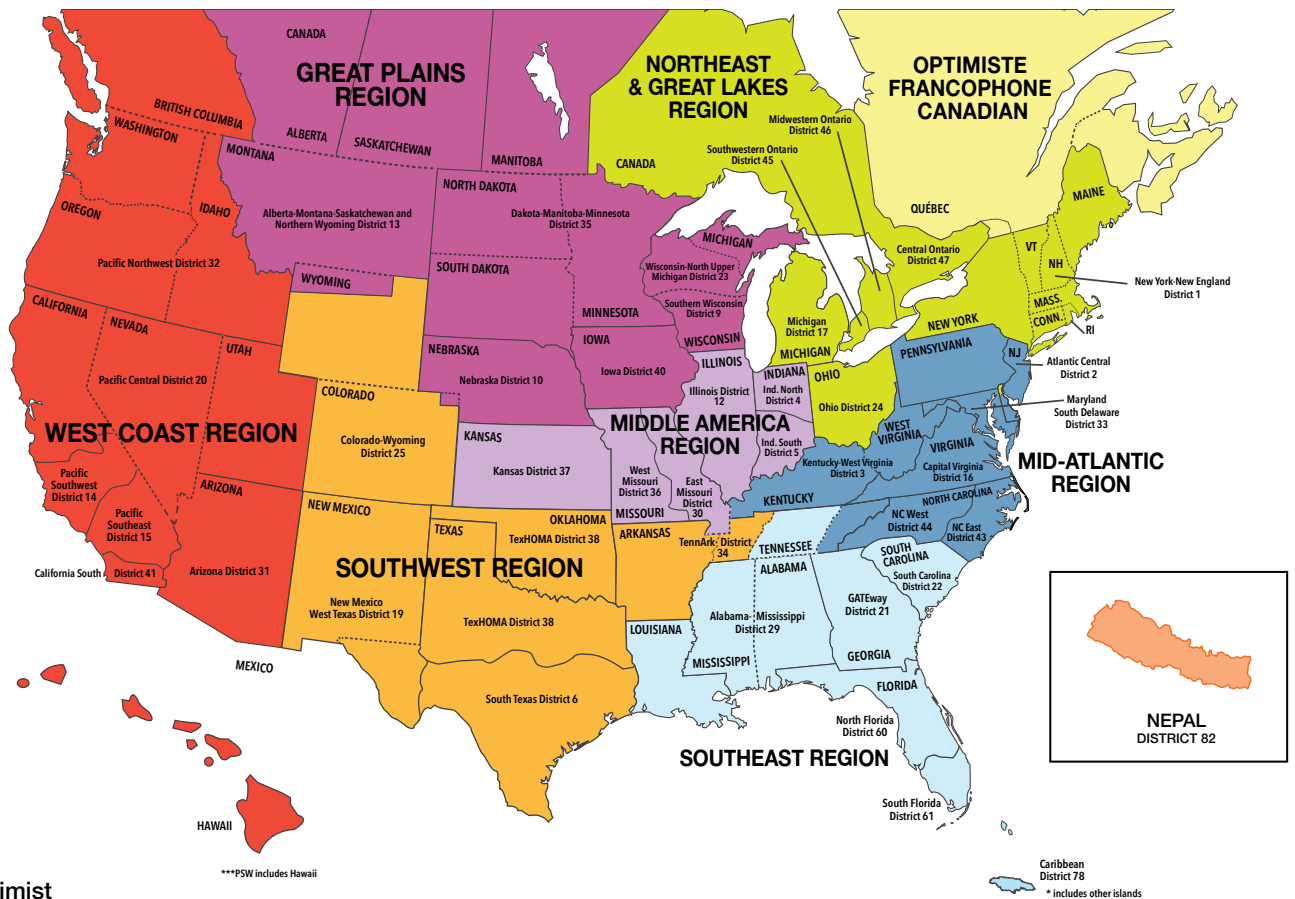 CANADA
GREAT PLAINS
REGION
BRITISH COLUMBIA
ALBERTA
SASKATCHEWAN
MANITOBA
NORTHEAST
& GREAT LAKES
REGION
Midwestern Ontario
District 46
Southwestern Ontario
District 45
CANADA
OPTIMISTE
FRANCOPHONE
CANADIAN
QUÉBEC
WASHINGTON
OREGON
IDAHO
Pacific Northwest District 32
MONTANA
Alberta-Montana-Saskatchewan and
Northern Wyoming District 13
WYOMING
NORTH DAKOTA
Dakota-Manitoba-Minnesota
District 35
SOUTH DAKOTA
MINNESOTA
MICHIGAN
Wisconsin-North Upper
Michigan District 23
Southern Wisconsin
District 9
WISCONSIN
Michigan
District 17
MICHIGAN
Central Ontario
District 47
MAINE
VT
NH
MASS.
CONN.
RI
New York-New England
District 1
NEW YORK
CALIFORNIA
NEVADA
UTAH
Pacific Central District 20
WEST COAST REGION
Pacific
Southwest
District 14
Pacific
Southeast
District 15
California South
District 41
ARIZONA
Arizona District 31
COLORADO
Colorado-Wyoming
District 25
NEBRASKA
Nebraska District 10
IOWA
Iowa District 40
ILLINOIS
Illinois District
12
INDIANA
Ind. North
District 4
Ind. South
District 5
MIDDLE AMERICA
REGION
KANSAS
Kansas District 37
West
Missouri
District 36
MISSOURI
East
Missouri
District
30
OHIO
Ohio District 24
PENNSYLVANIA
NJ
Atlantic Central
District 2
Maryland
South Delaware
District 33
WEST
VIRGINIA
VIRGINIA
Capital Virginia
District 16
Kentucky-West Virginia
District 3
KENTUCKY
MID-ATLANTIC
REGION
NORTH CAROLINA
NC West
District 44
NC East
District 43
NEW MEXICO
New Mexico
West Texas District 19
TEXAS
OKLAHOMA
TexHOMA District 38
SOUTHWEST REGION
TexHOMA District 38
South Texas District 6
ARKANSAS
TennArk District
34
TENNESSEE
LOUISIANA
ALABAMA
Alabama- Mississippi
District 29
MISSISSIPPI
SOUTH
CAROLINA
South Carolina
District 22
GATEway
District 21
GEORGIA
FLORIDA
North Florida
District 60
SOUTHEAST REGION
South Florida
District 61
MEXICO
HAWAII
***PSW includes Hawaii
imist
NEPAL
DISTRICT 82
Caribbean
District 78
* includes other islands